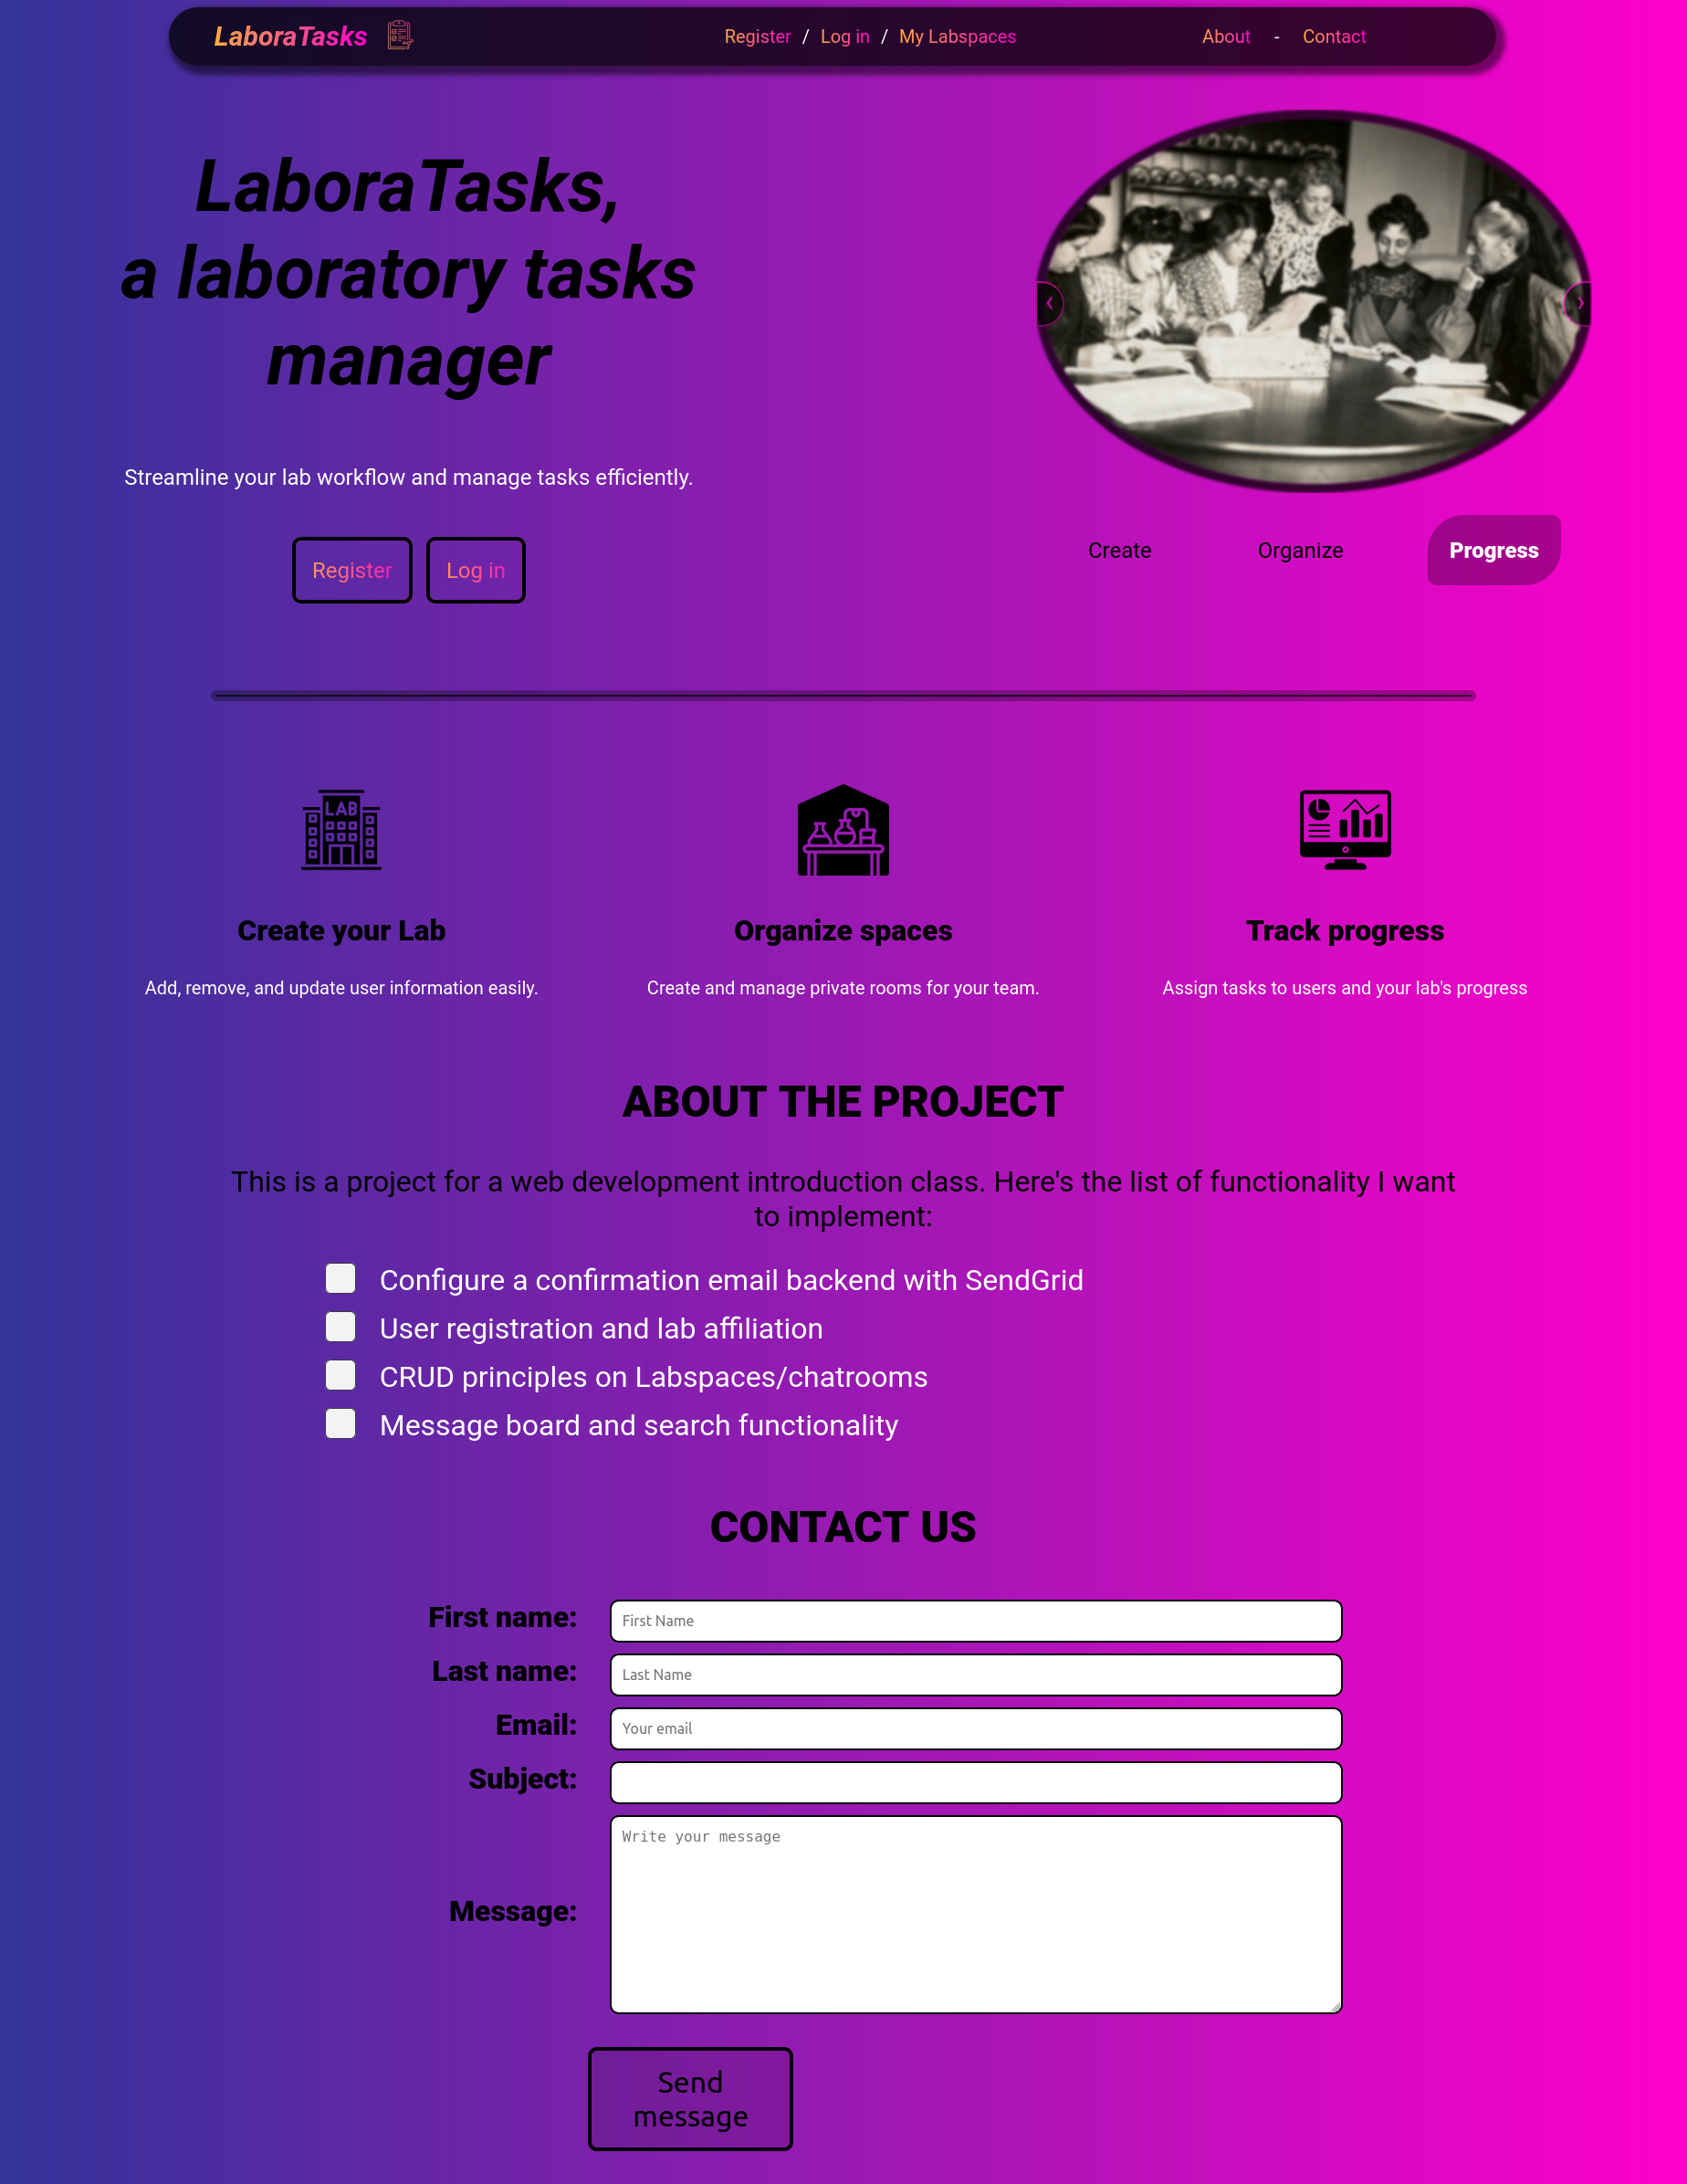 LaboraTasks
Register / Log in / My Labspaces
About - Contact
LaboraTasks,
a laboratory tasks
manager
Streamline your lab workflow and manage tasks efficiently.
Register
Log in
‹
›
Create
Organize
Progress
LAB
Create your Lab
Add, remove, and update user information easily.
Organize spaces
Create and manage private rooms for your team.
Track progress
Assign tasks to users and your lab's progress
ABOUT THE PROJECT
This is a project for a web development introduction class. Here's the list of functionality I want
to implement:
Configure a confirmation email backend with SendGrid
User registration and lab affiliation
CRUD principles on Labspaces/chatrooms
Message board and search functionality
CONTACT US
First name:
First Name
Last name:
Last Name
Email:
Your email
Subject:
Message:
Write your message
Send
message